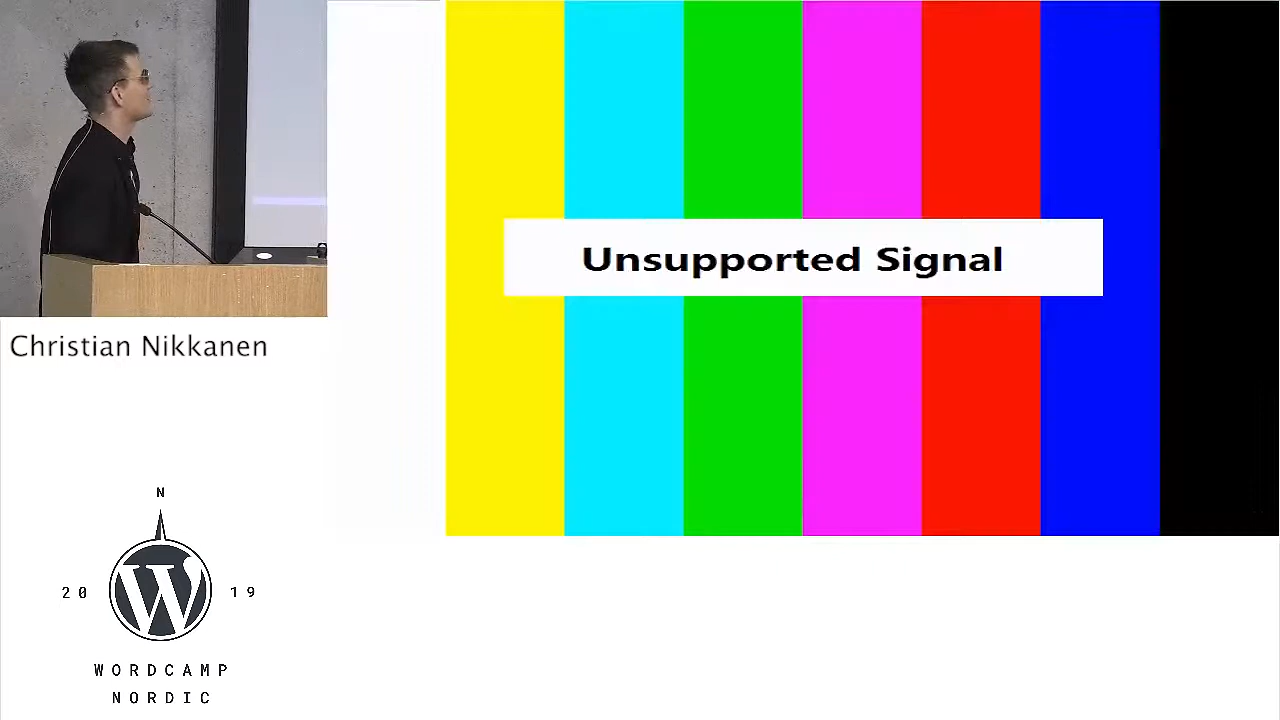 Unsupported Signal
Christian Nikkanen
N
20 19
WORDCAMP
NORDIC